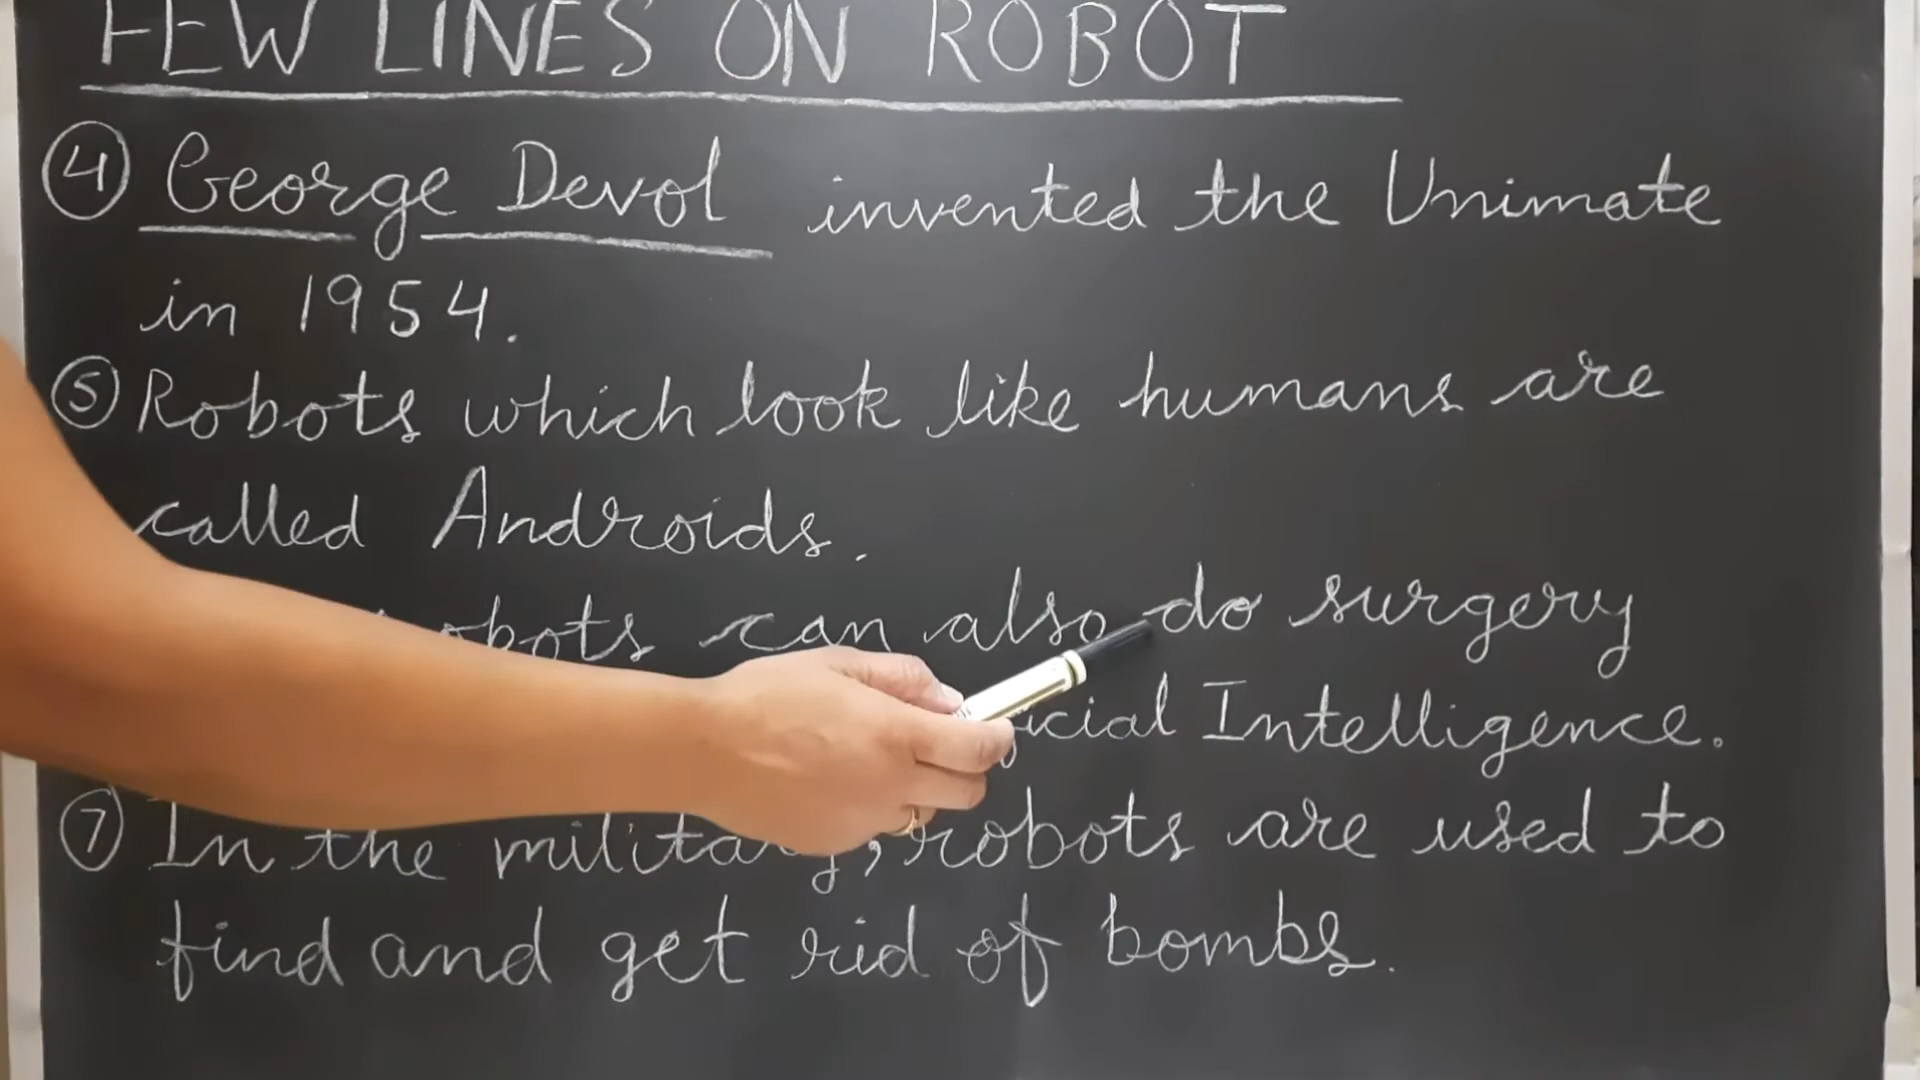 FEW LINES ON ROBOT
④ George Devol invented the Unimate
in 1954.
⑤ Robots which look like humans are
called Androids.
can also do surgery
Intelligence.
⑦ In the military, robots are used to
find and get rid of bombs.